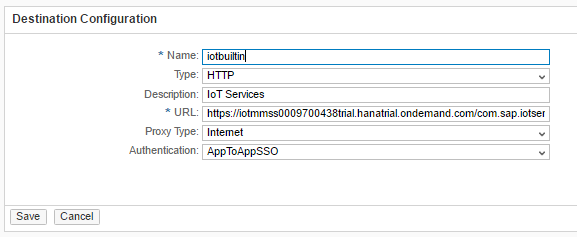 Destination Configuration
* Name: iotbuiltin
Type: HTTP
Description: IoT Services
* URL: https://iotmmss0009700438trial.hanatrial.ondemand.com/com.sap.iotser
Proxy Type: Internet
Authentication: AppToAppSSO
Save Cancel